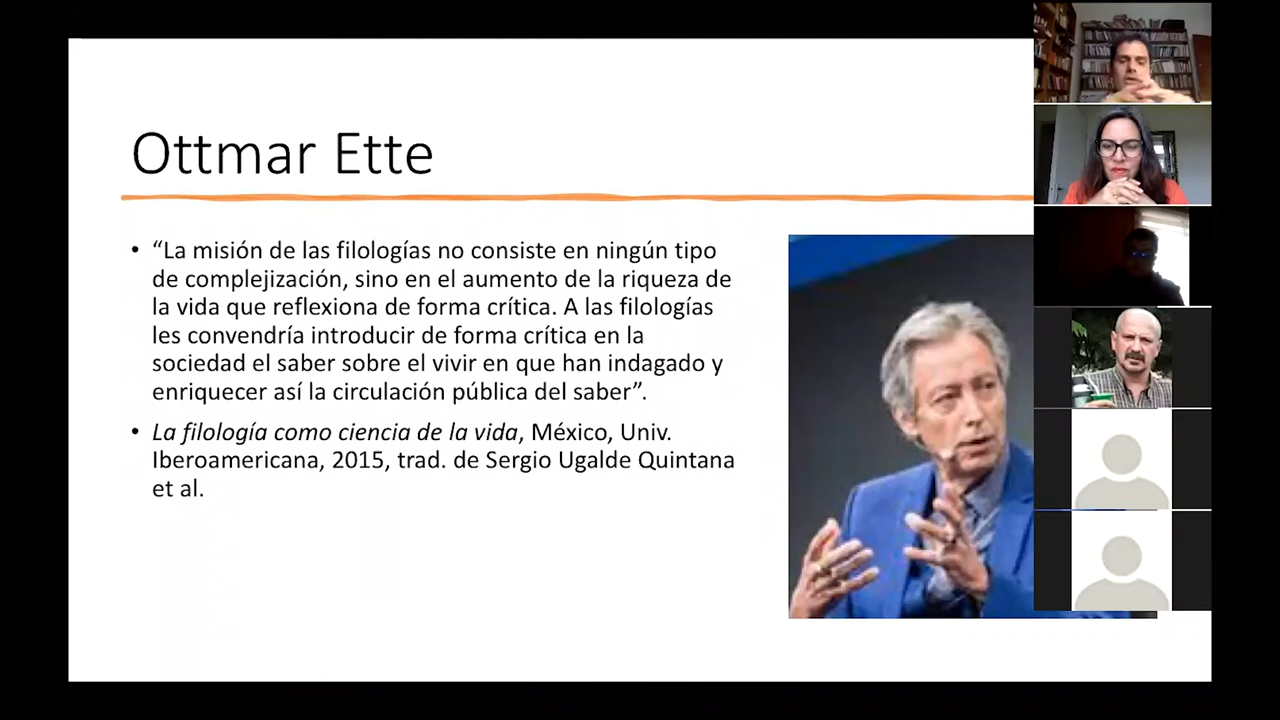 Ottmar Ette
• “La misión de las filologías no consiste en ningún tipo
de complejización, sino en el aumento de la riqueza de
la vida que reflexiona de forma crítica. A las filologías
les convendría introducir de forma crítica en la
sociedad el saber sobre el vivir en que han indagado y
enriquecer así la circulación pública del saber”.
• La filología como ciencia de la vida, México, Univ.
Iberoamericana, 2015, trad. de Sergio Ugalde Quintana
et al.